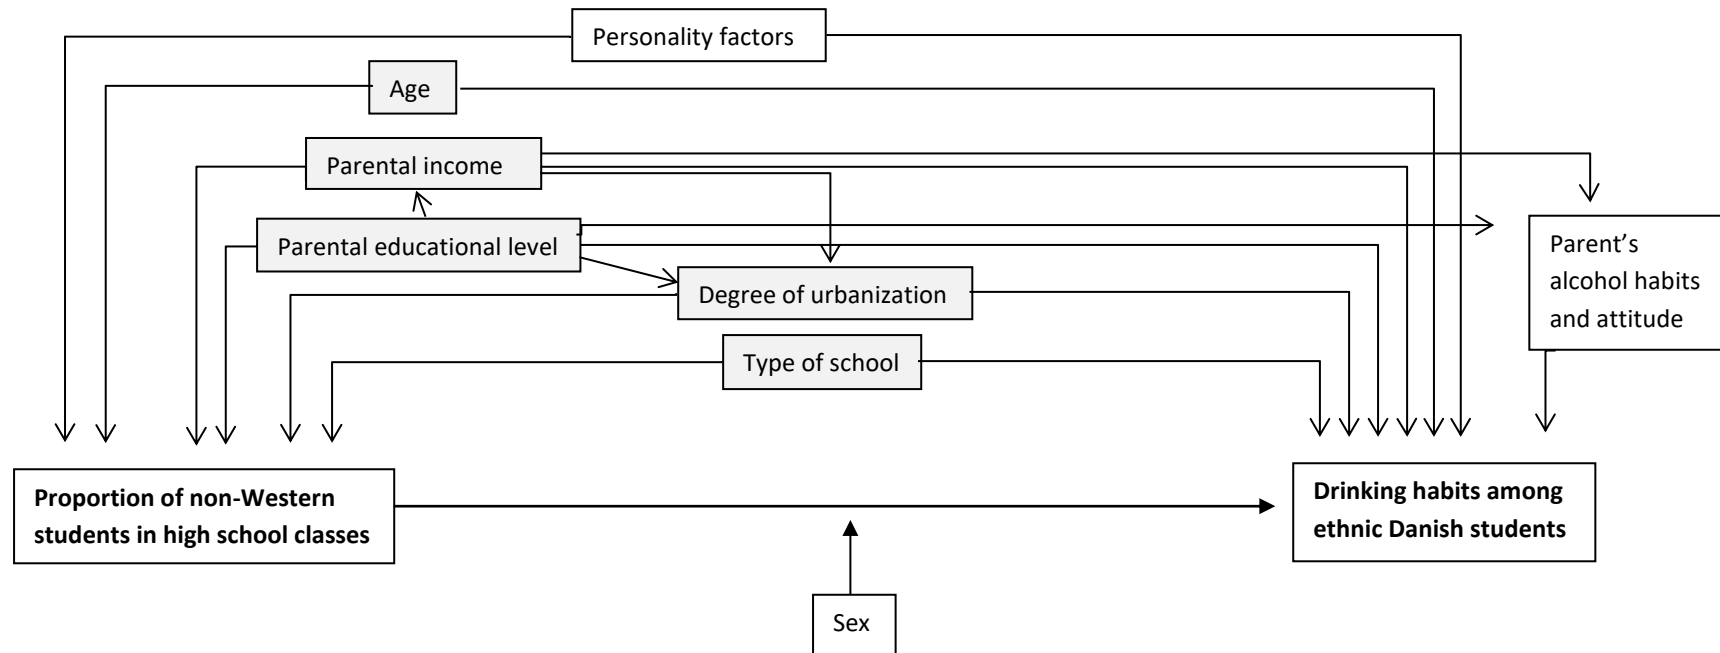 Personality factors
Age
Parental income
Parental educational level
Degree of urbanization
Type of school
Parent’s
alcohol habits
and attitude
Proportion of non-Western
students in high school classes
Drinking habits among
ethnic Danish students
Sex